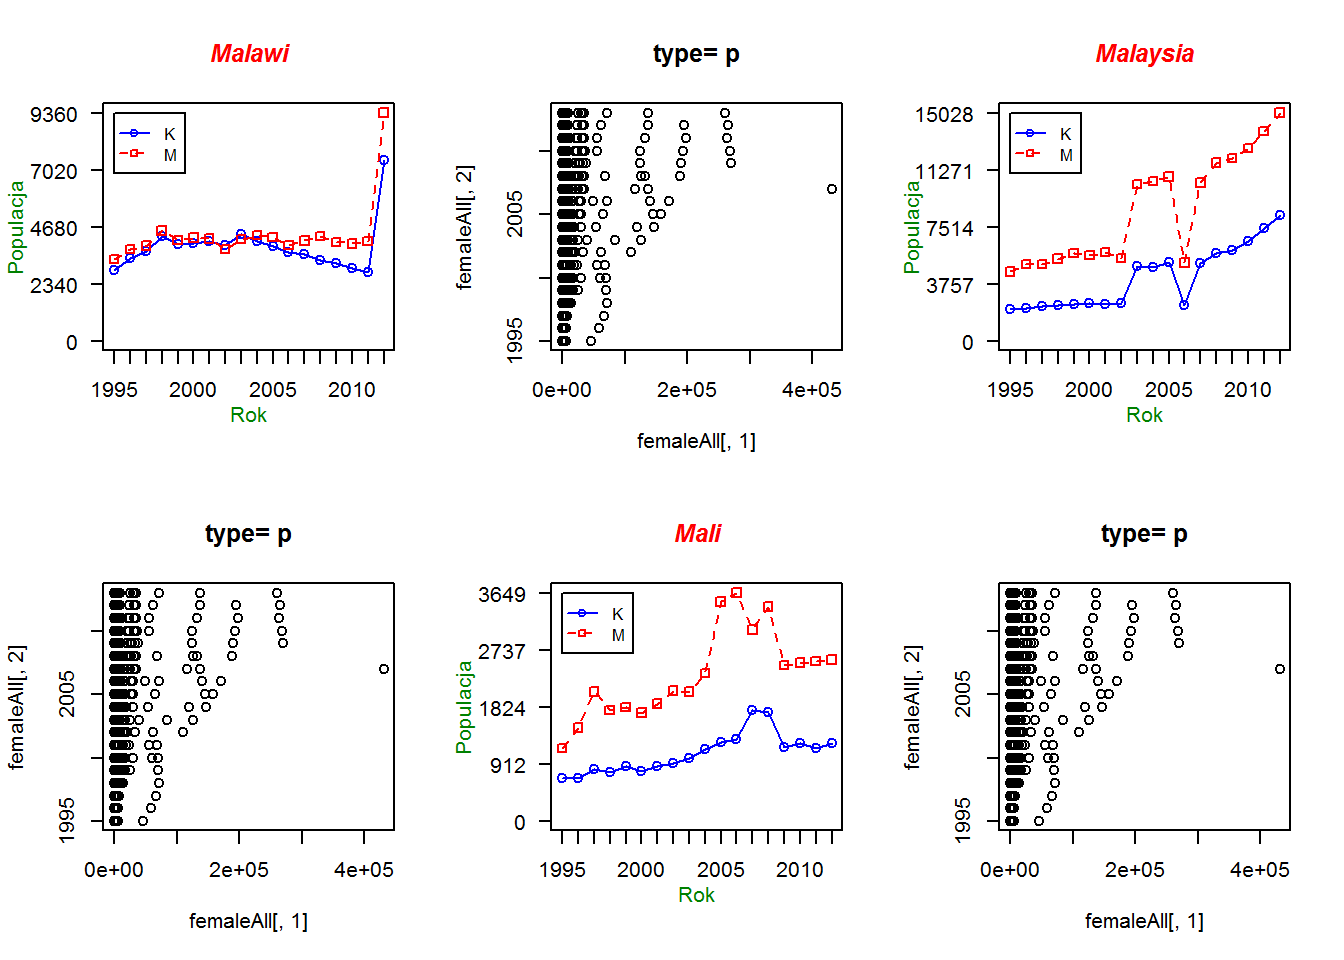 Malawi
Populacja
9360
7020
4680
2340
0
K
M
1995 2000 2005 2010
Rok
type= p
femaleAll[, 2]
2005
1995
0e+00 2e+05 4e+05
femaleAll[, 1]
Malaysia
Populacja
15028
11271
7514
3757
0
K
M
1995 2000 2005 2010
Rok
type= p
femaleAll[, 2]
2005
1995
0e+00 2e+05 4e+05
femaleAll[, 1]
Mali
Populacja
3649
2737
1824
912
0
K
M
1995 2000 2005 2010
Rok
type= p
femaleAll[, 2]
2005
1995
0e+00 2e+05 4e+05
femaleAll[, 1]